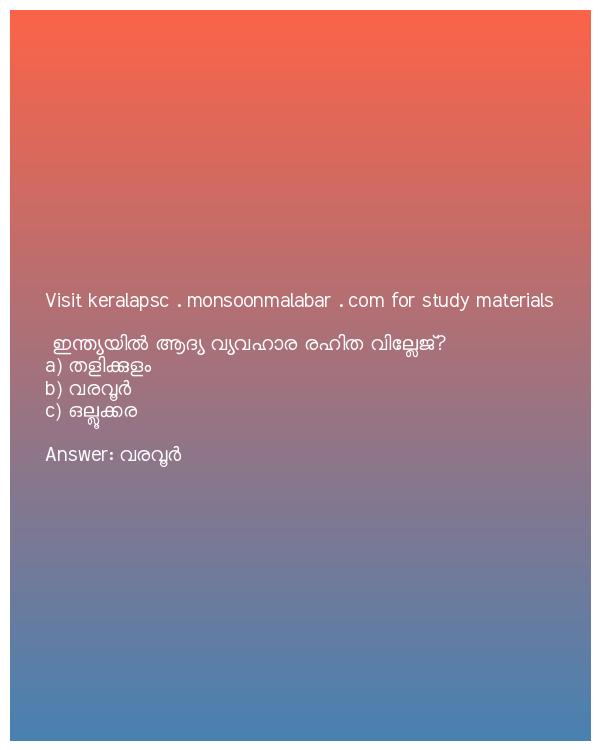 Visit keralapsc . monsoonmalabar . com for study materials
ഇന്ത്യയിൽ ആദ്യ വ്യവഹാര രഹിത വില്ലേജ്?
a) തളിക്കുളം
b) വരവൂർ
c) ഒല്ലൂക്കര
Answer: വരവൂർ